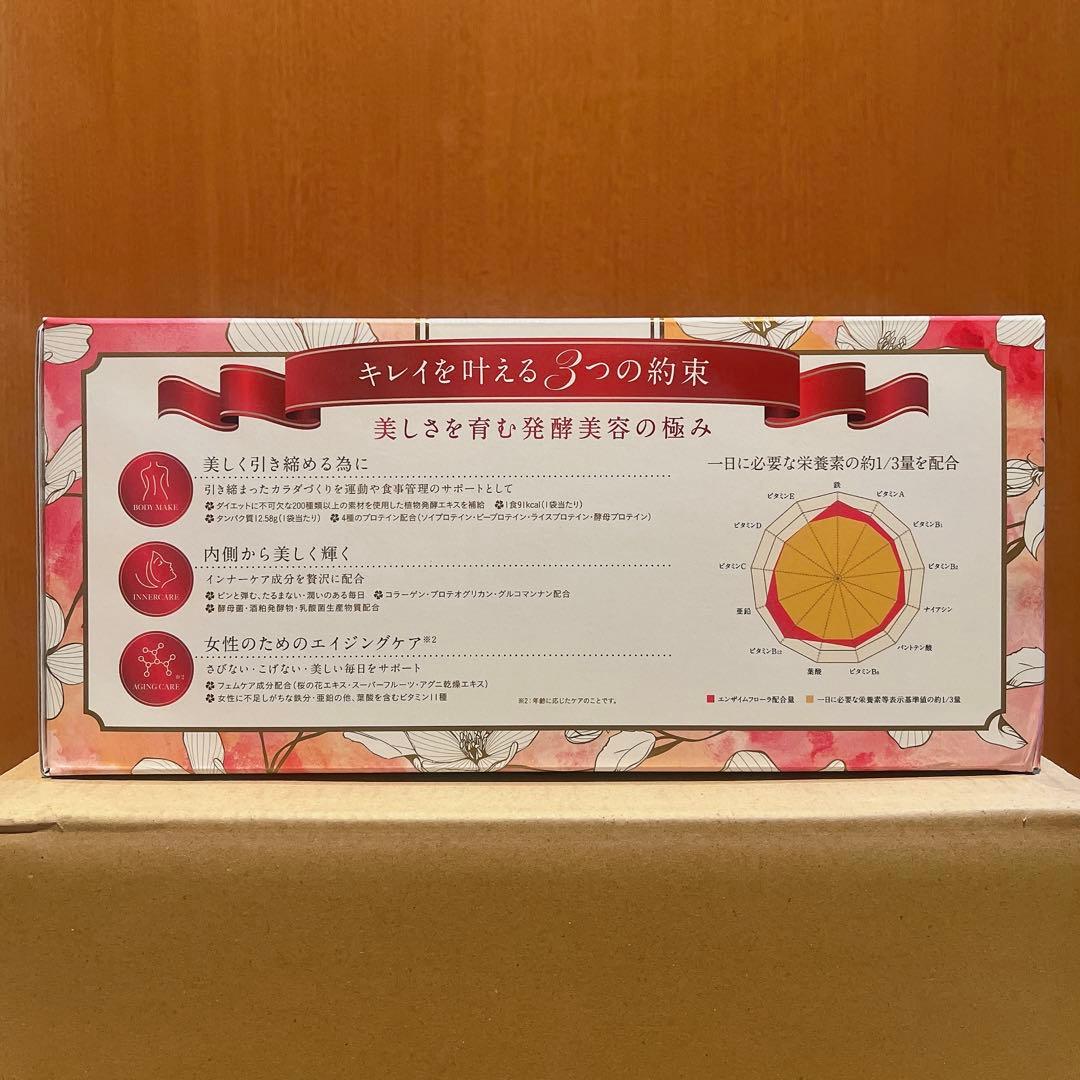 キレイを叶える3つの約束
美しさを育む発酵美容の極み
BODY MAKE
美しく引き締める為に
引き締まったカラダづくりを運動や食事管理のサポートとして
ダイエットに不可欠な200種類以上の素材を使用した植物発酵エキスを補給 1食91kcal(1袋当たり)
タンパク質12.58g(1袋当たり) 4種のプロテイン配合(ソイプロテイン・ピープロテイン・ライスプロテイン・酵母プロテイン)
INNERCARE
内側から美しく輝く
インナーケア成分を贅沢に配合
ピンと弾む、たるまない・潤いのある毎日 コラーゲン・プロテオグリカン・グルコマンナン配合
酵母菌・酒粕発酵物・乳酸菌生産物質配合
AGING CARE ※2
女性のためのエイジングケア※2
さびない・こげない・美しい毎日をサポート
フェムケア成分配合(桜の花エキス・スーパーフルーツ・アグニ乾燥エキス)
女性に不足しがちな鉄分・亜鉛の他、葉酸を含むビタミン11種
※2:年齢に応じたケアのことです。
一日に必要な栄養素の約1/3量を配合
鉄
ビタミンA
ビタミンB1
ビタミンB2
ナイアシン
パントテン酸
ビタミンB6
葉酸
ビタミンB12
亜鉛
ビタミンC
ビタミンD
ビタミンE
エンザイムフローラ配合量 一日に必要な栄養素等表示基準値の約1/3量